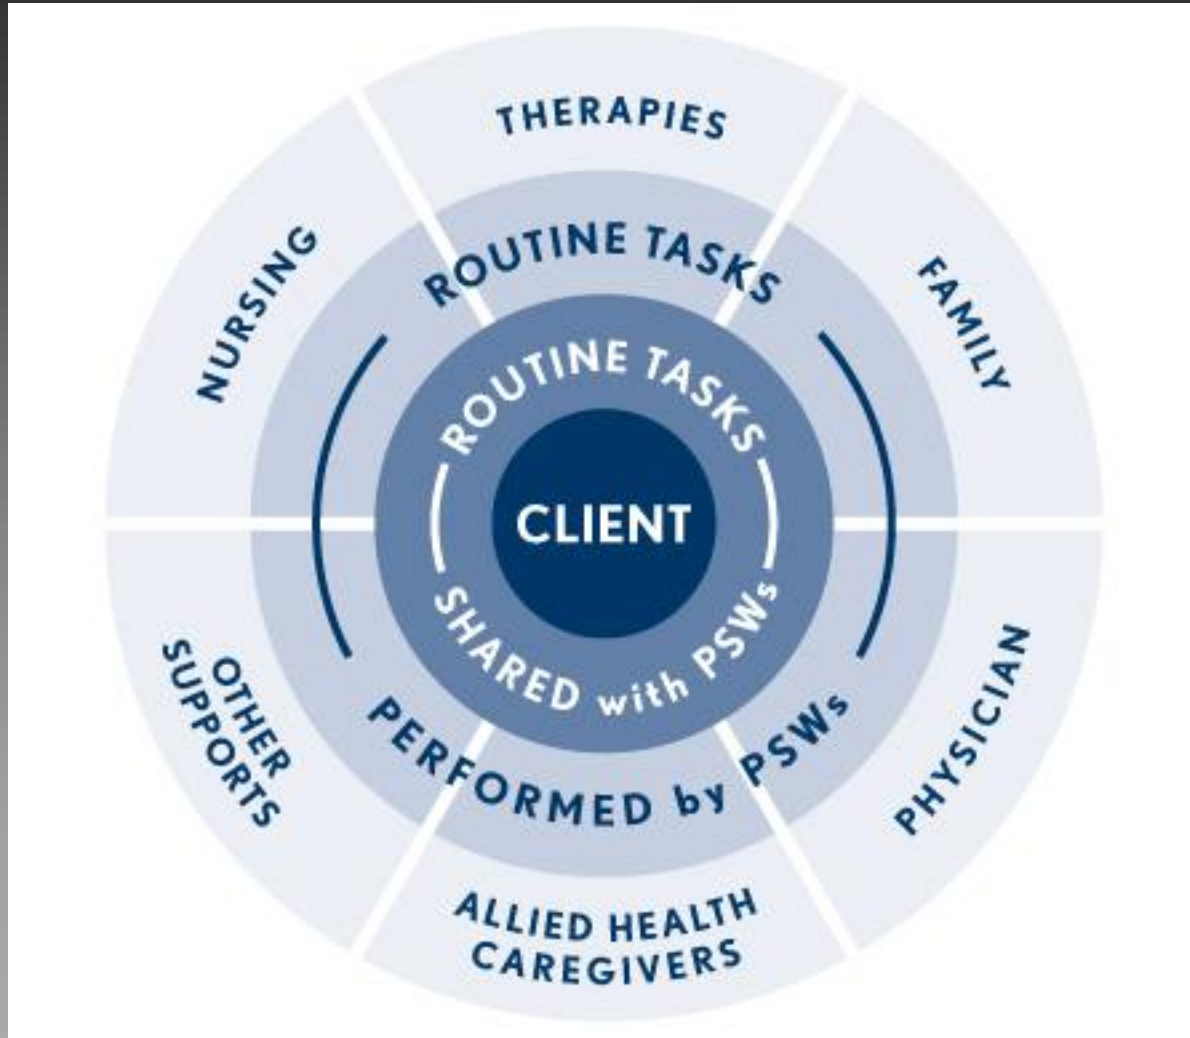 THERAPIES
FAMILY
PHYSICIAN
ALLIED HEALTH
CAREGIVERS
OTHER
SUPPORTS
NURSING
ROUTINE TASKS
PERFORMED by PSWs
ROUTINE TASKS
SHARED with PSWs
CLIENT